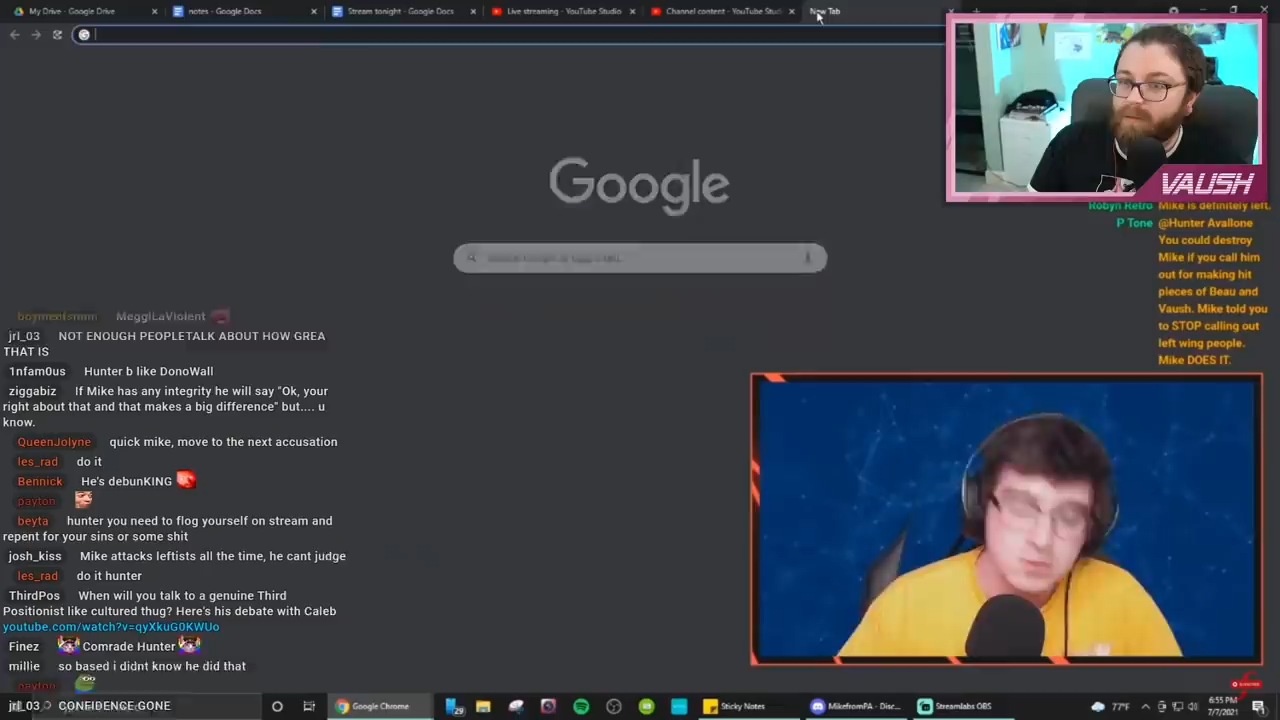 My Drive - Google Drive
notes - Google Docs
Stream tonight - Google Docs
Live streaming - YouTube Studio
Channel content - YouTube Studi
New Tab
Google
VAUSH
Robyn Retro Mike is definitely left.
P Tone @Hunter Avallone
You could destroy
Mike if you call him
out for making hit
pieces of Beau and
Vaush. Mike told you
to STOP calling out
left wing people.
Mike DOES IT.
MeggiLaViolent
jrl_03 NOT ENOUGH PEOPLETALK ABOUT HOW GREA
THAT IS
1nfam0us Hunter b like DonoWall
ziggabiz If Mike has any integrity he will say "Ok, your
right about that and that makes a big difference" but.... u
know.
QueenJolyne quick mike, move to the next accusation
les_rad do it
Bennick He's debunKING
payton
beyta hunter you need to flog yourself on stream and
repent for your sins or some shit
josh_kiss Mike attacks leftists all the time, he cant judge
les_rad do it hunter
ThirdPos When will you talk to a genuine Third
Positionist like cultured thug? Here's his debate with Caleb
youtube.com/watch?v=qyXkuG0KWUo
Finez Comrade Hunter
millie so based i didnt know he did that
payton
jrl_03 CONFIDENCE GONE
Google Chrome
29
Sticky Notes
MikefromPA - Disc...
Streamlabs OBS
77°F
6:55 PM
7/7/2021